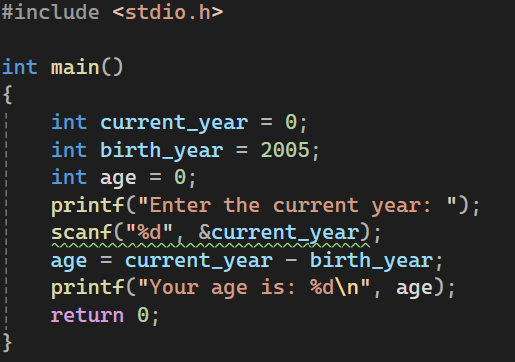 #include <stdio.h>
int main()
{
int current_year = 0;
int birth_year = 2005;
int age = 0;
printf("Enter the current year: ");
scanf("%d", &current_year);
age = current_year - birth_year;
printf("Your age is: %d\n", age);
return 0;
}